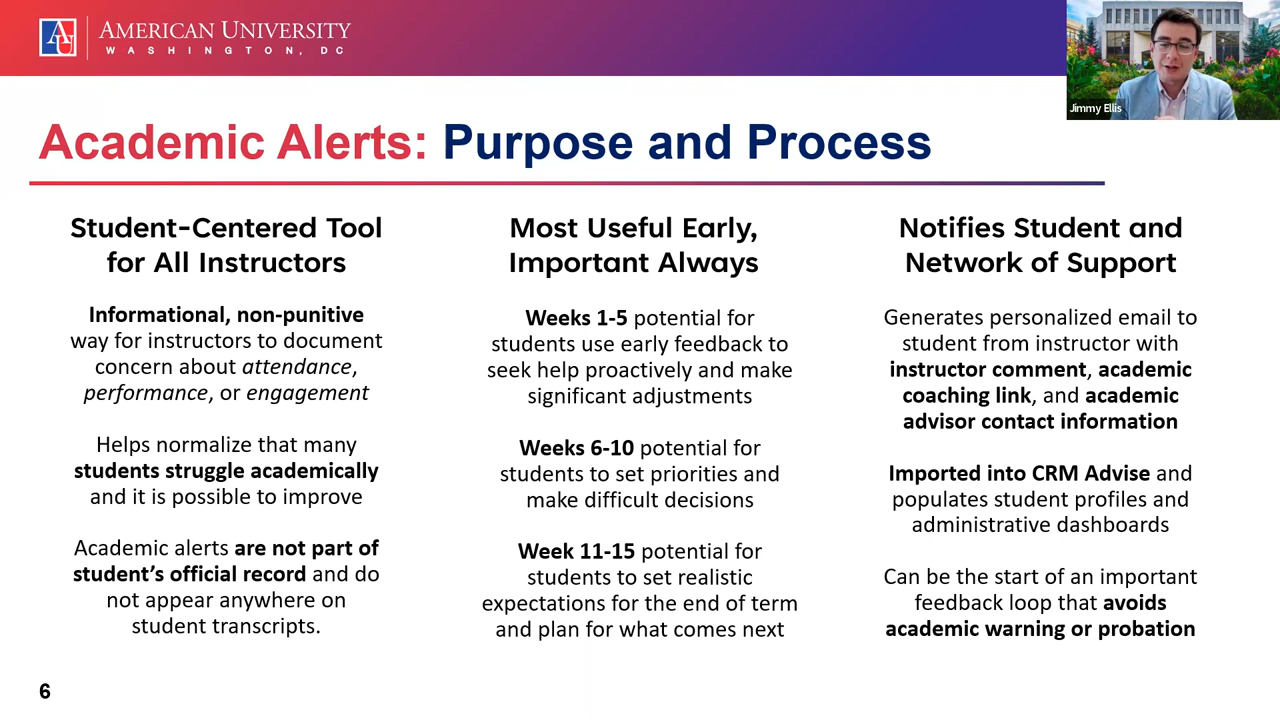 AMERICAN UNIVERSITY
WASHINGTON, DC
Jimmy Ellis
Academic Alerts: Purpose and Process
Student-Centered Tool
for All Instructors
Informational, non-punitive
way for instructors to document
concern about attendance,
performance, or engagement
Helps normalize that many
students struggle academically
and it is possible to improve
Academic alerts are not part of
student’s official record and do
not appear anywhere on
student transcripts.
Most Useful Early,
Important Always
Weeks 1-5 potential for
students use early feedback to
seek help proactively and make
significant adjustments
Weeks 6-10 potential for
students to set priorities and
make difficult decisions
Week 11-15 potential for
students to set realistic
expectations for the end of term
and plan for what comes next
Notifies Student and
Network of Support
Generates personalized email to
student from instructor with
instructor comment, academic
coaching link, and academic
advisor contact information
Imported into CRM Advise and
populates student profiles and
administrative dashboards
Can be the start of an important
feedback loop that avoids
academic warning or probation
6